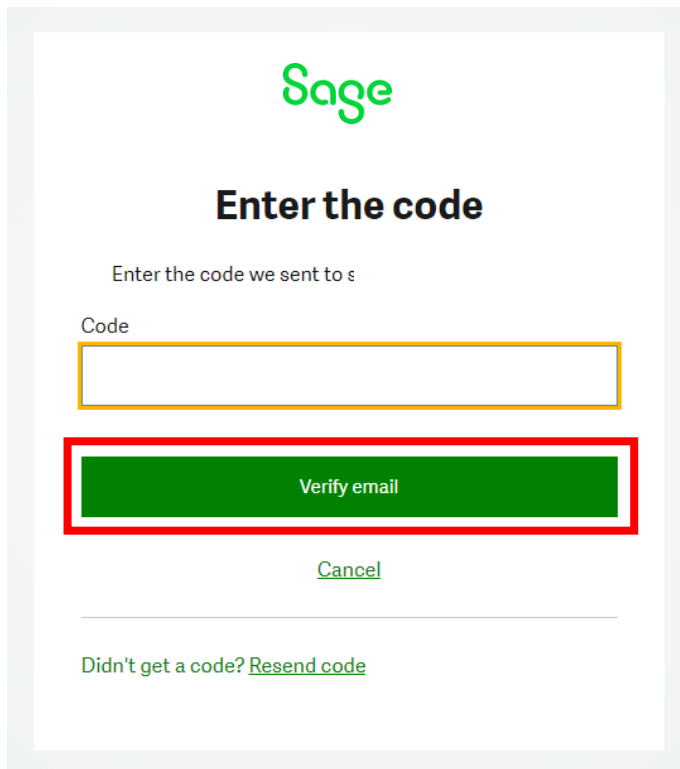 Sage
Enter the code
Enter the code we sent to s
Code
Verify email
Cancel
Didn't get a code? Resend code